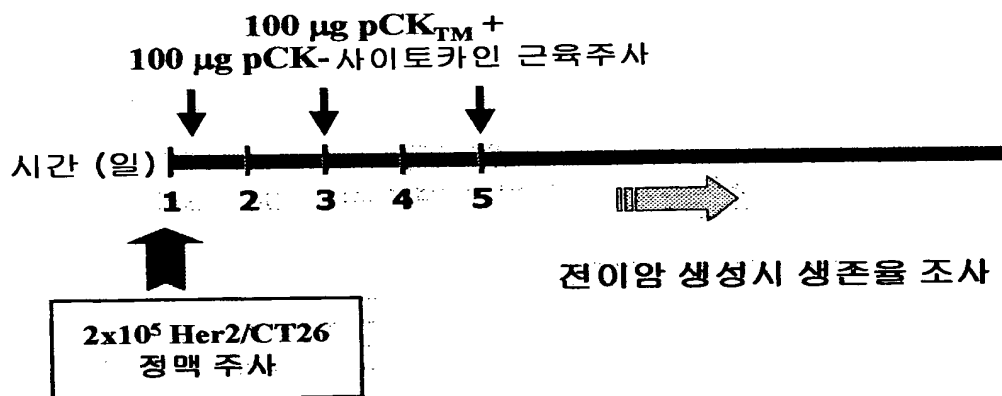 100 μg pCKTM +
100 μg pCK-사이토카인 근육주사
시간 (일)
1 2 3 4 5
전이암 생성시 생존율 조사
2x10⁵ Her2/CT26
정맥 주사